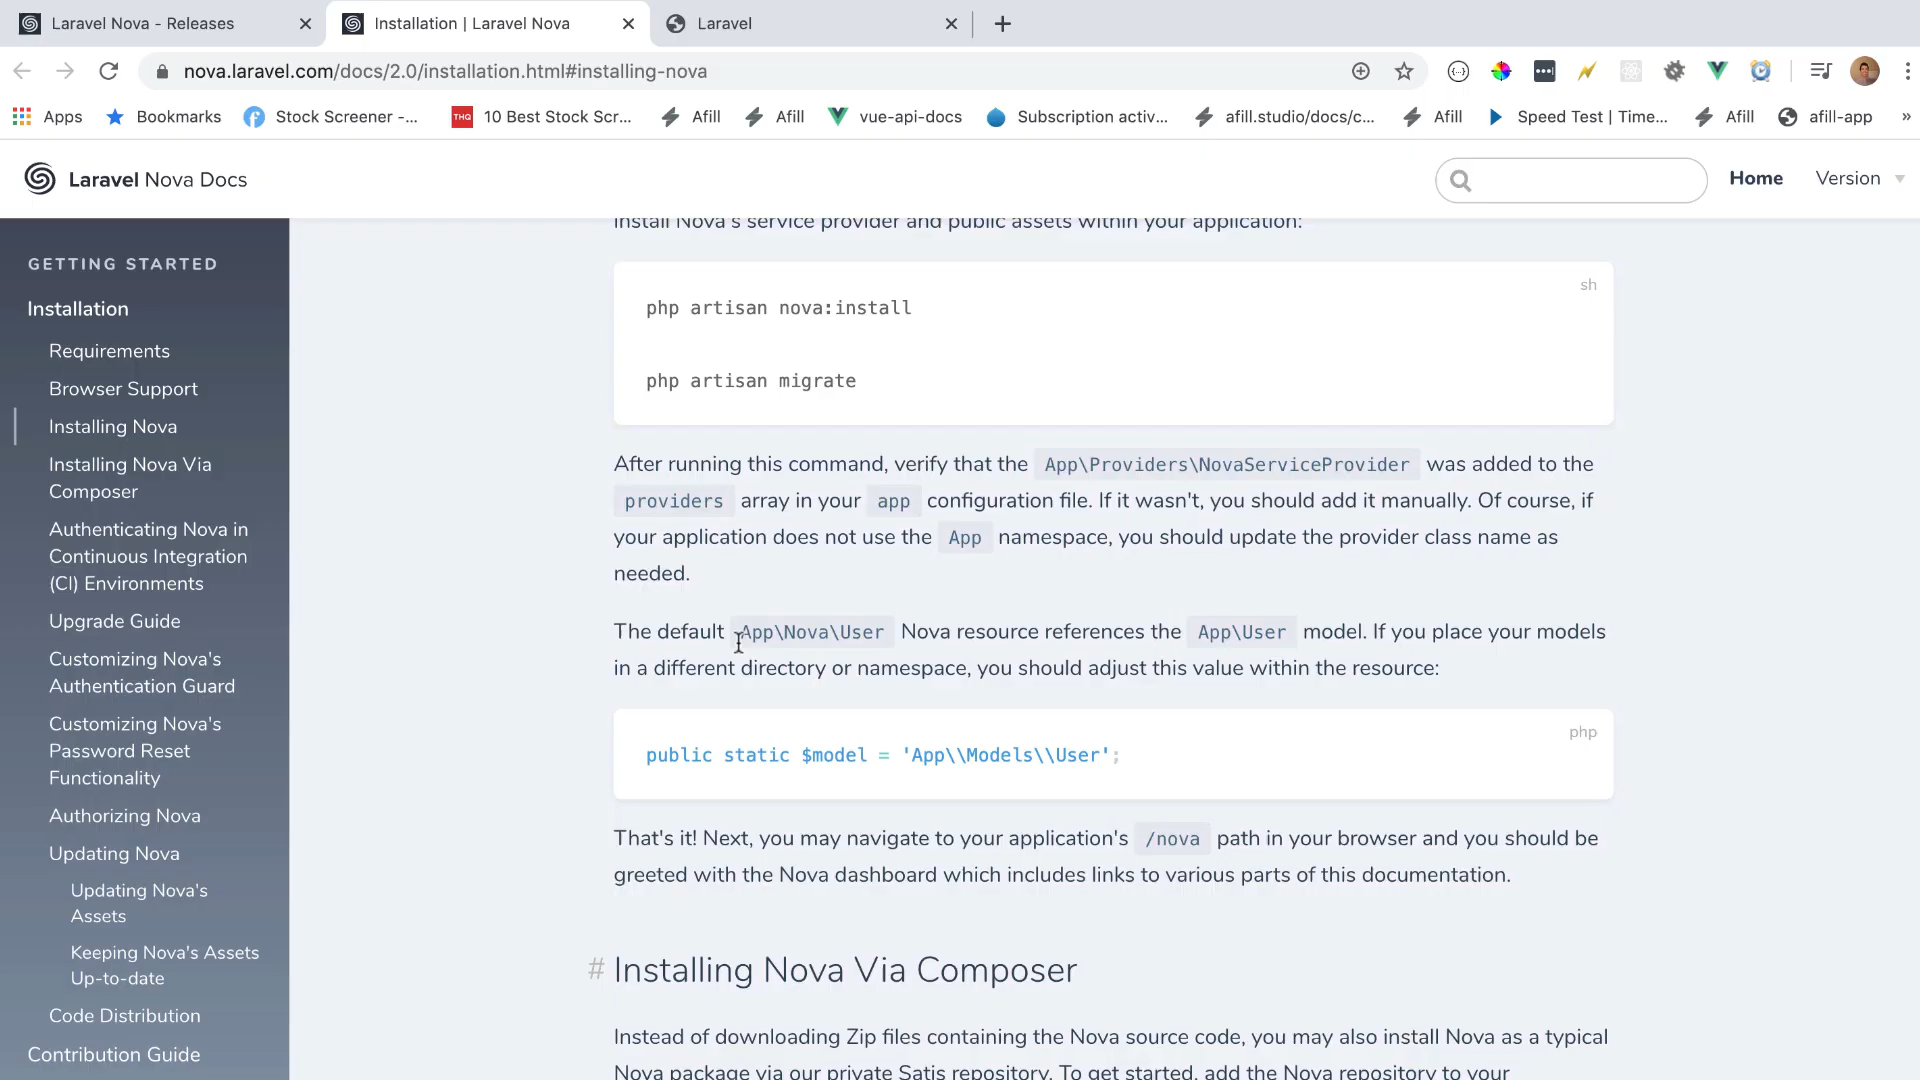 Laravel Nova - Releases
Installation | Laravel Nova
Laravel
nova.laravel.com/docs/2.0/installation.html#installing-nova
Apps
Bookmarks
Stock Screener -...
THQ
10 Best Stock Scr...
Afill
Afill
vue-api-docs
Subscription activ...
afill.studio/docs/c...
Afill
Speed Test | Time...
Afill
afill-app
»
Laravel Nova Docs
Home
Version
GETTING STARTED
Installation
Requirements
Browser Support
Installing Nova
Installing Nova Via
Composer
Authenticating Nova in
Continuous Integration
(CI) Environments
Upgrade Guide
Customizing Nova's
Authentication Guard
Customizing Nova's
Password Reset
Functionality
Authorizing Nova
Updating Nova
Updating Nova's
Assets
Keeping Nova's Assets
Up-to-date
Code Distribution
Contribution Guide
install Nova's service provider and public assets within your application:
sh
php artisan nova:install
php artisan migrate
After running this command, verify that the App\Providers\NovaServiceProvider was added to the
providers array in your app configuration file. If it wasn't, you should add it manually. Of course, if
your application does not use the App namespace, you should update the provider class name as
needed.
The default App\Nova\User Nova resource references the App\User model. If you place your models
in a different directory or namespace, you should adjust this value within the resource:
php
public static $model = 'App\\Models\\User';
That's it! Next, you may navigate to your application's /nova path in your browser and you should be
greeted with the Nova dashboard which includes links to various parts of this documentation.
# Installing Nova Via Composer
Instead of downloading Zip files containing the Nova source code, you may also install Nova as a typical
Nova package via our private Satis repository. To get started, add the Nova repository to your